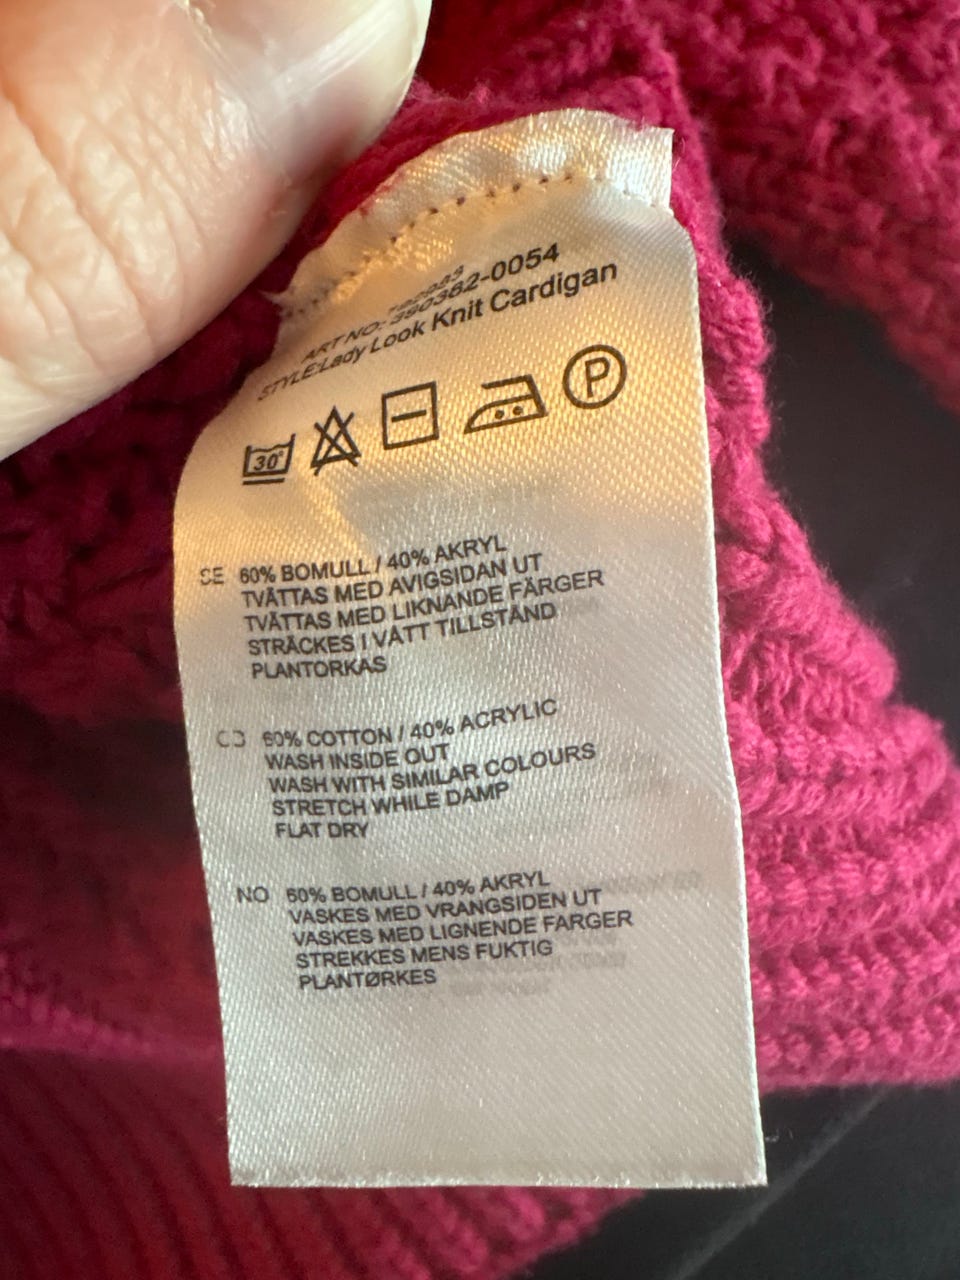 ART NO: 390382-0054
STYLE:Lady Look Knit Cardigan
30° P
SE 60% BOMULL / 40% AKRYL
TVÄTTAS MED AVIGSIDAN UT
TVÄTTAS MED LIKNANDE FÄRGER
STRÄCKES I VÅTT TILLSTÅND
PLANTORKAS
60% COTTON / 40% ACRYLIC
WASH INSIDE OUT
WASH WITH SIMILAR COLOURS
STRETCH WHILE DAMP
FLAT DRY
NO 60% BOMULL / 40% AKRYL
VASKES MED VRANGSIDEN UT
VASKES MED LIGNENDE FARGER
STREKKES MENS FUKTIG
PLANTØRKES